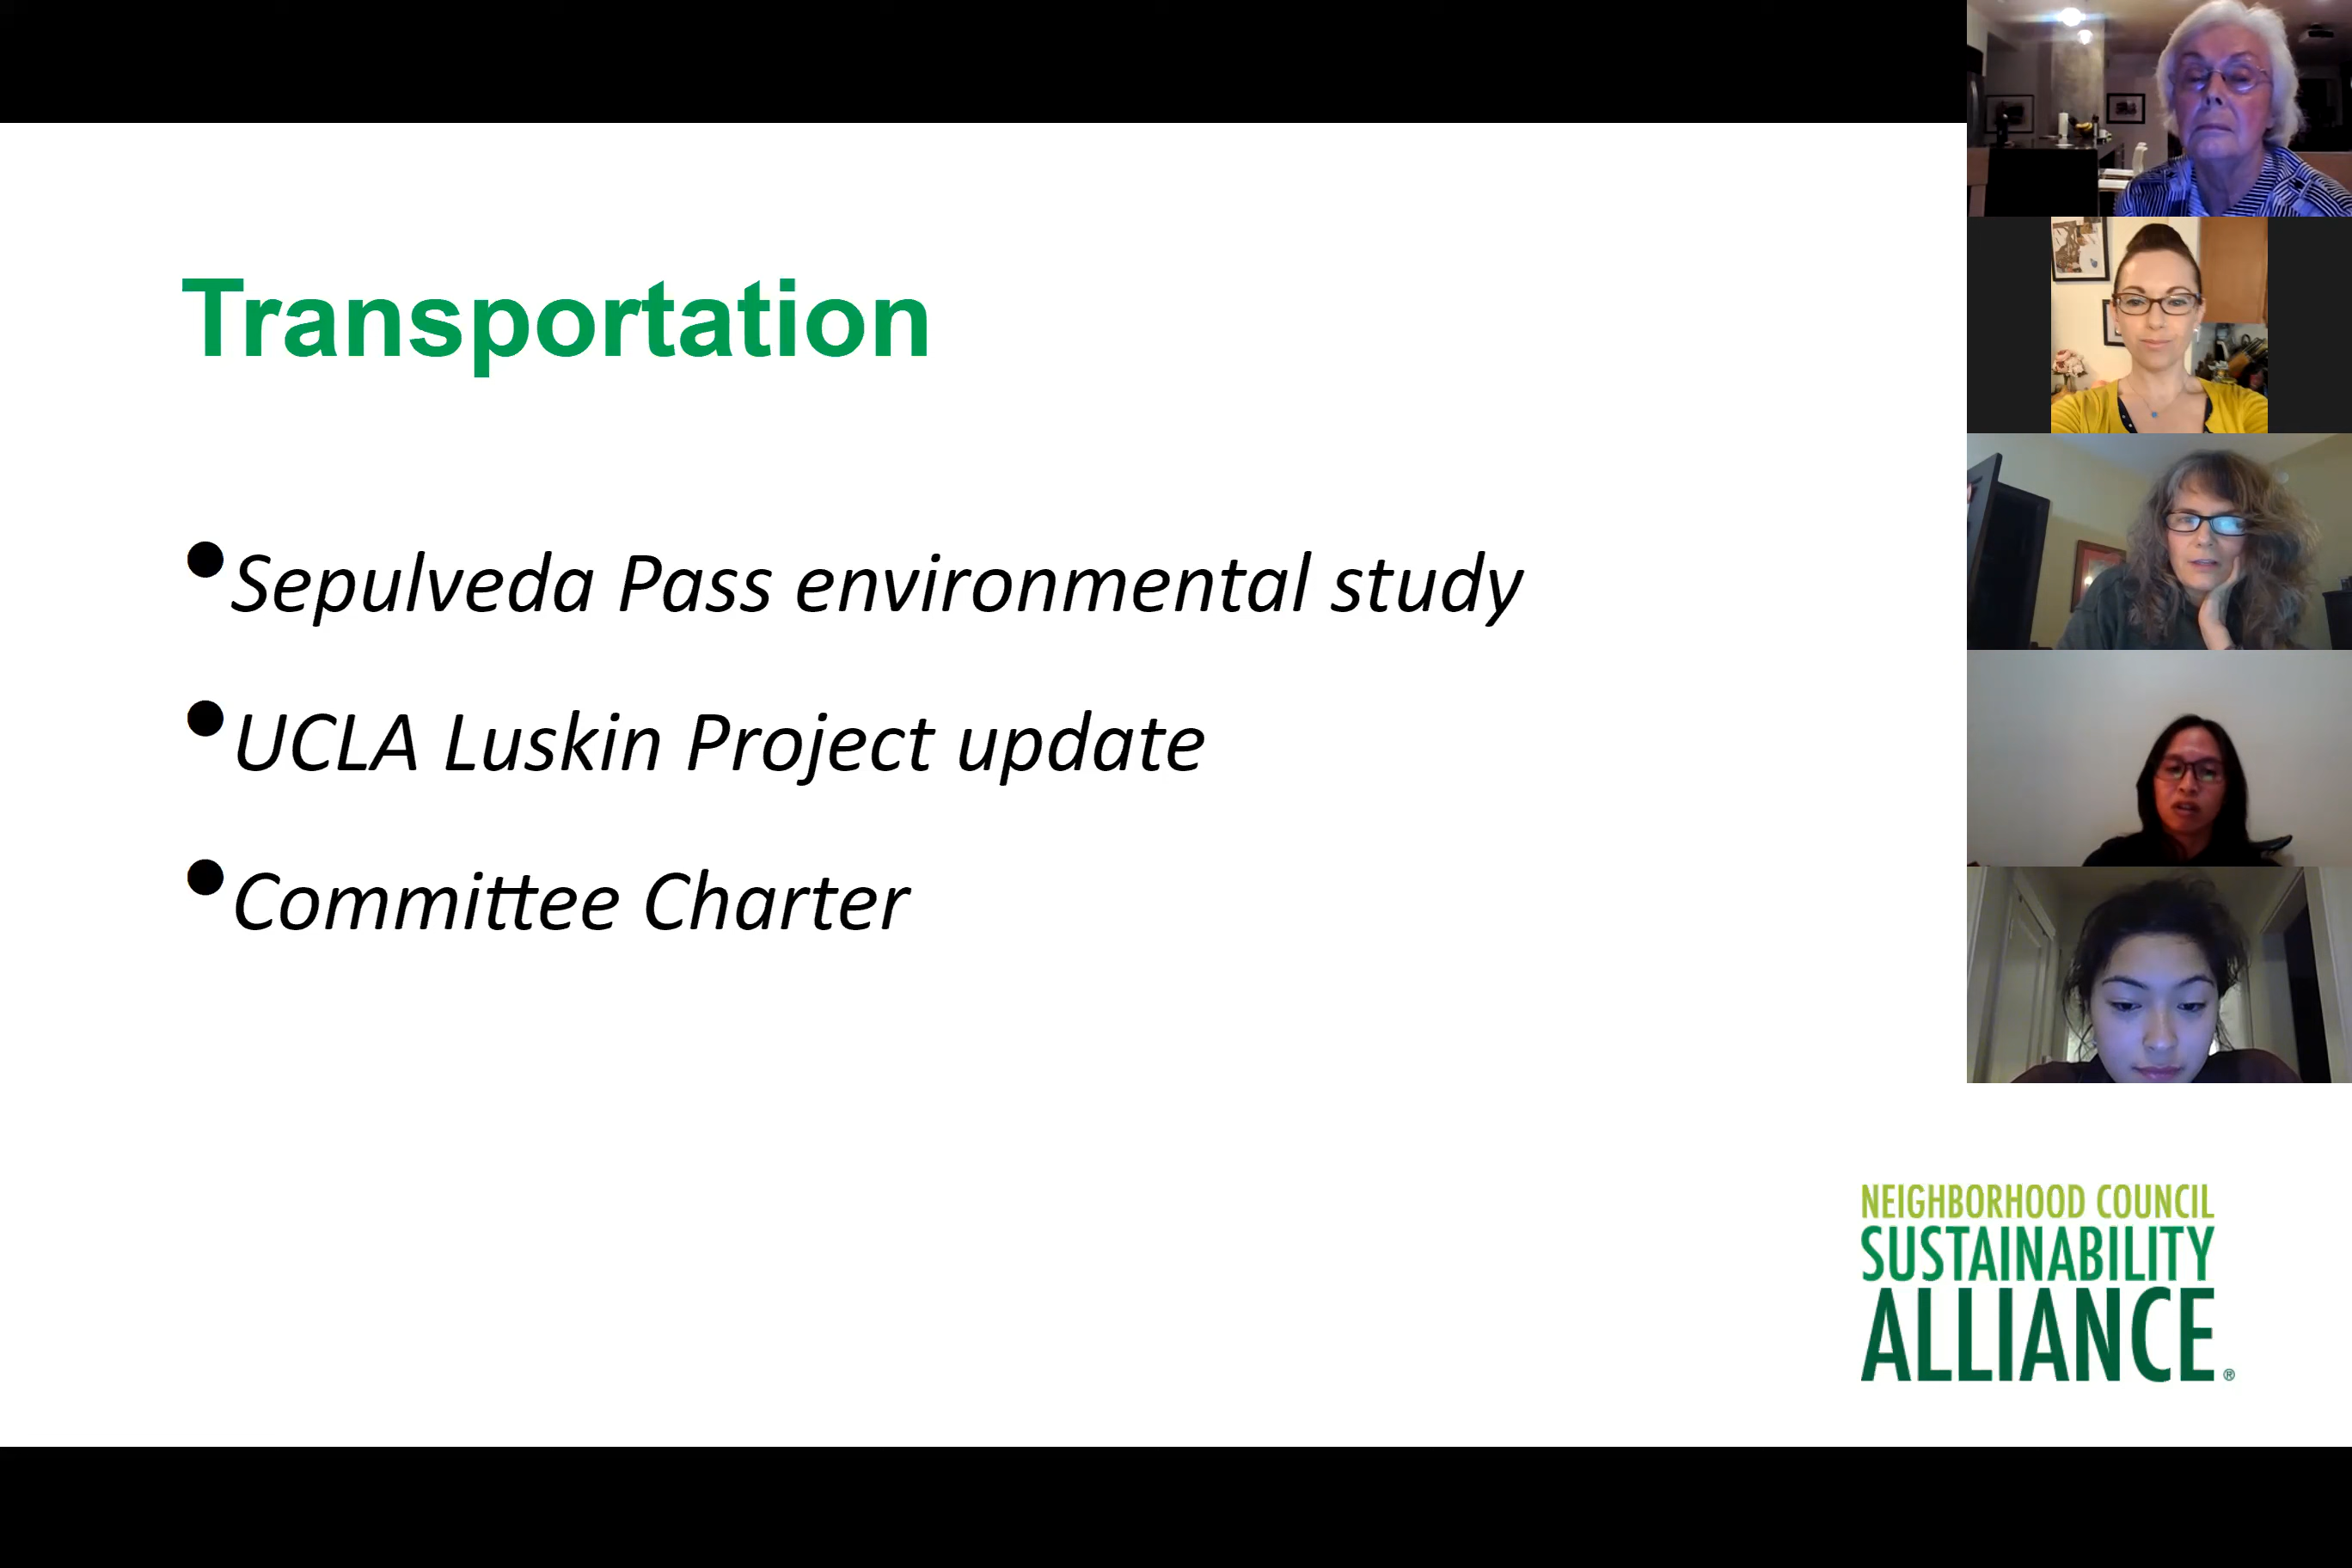 Transportation
•Sepulveda Pass environmental study
•UCLA Luskin Project update
•Committee Charter
NEIGHBORHOOD COUNCIL
SUSTAINABILITY
ALLIANCE®